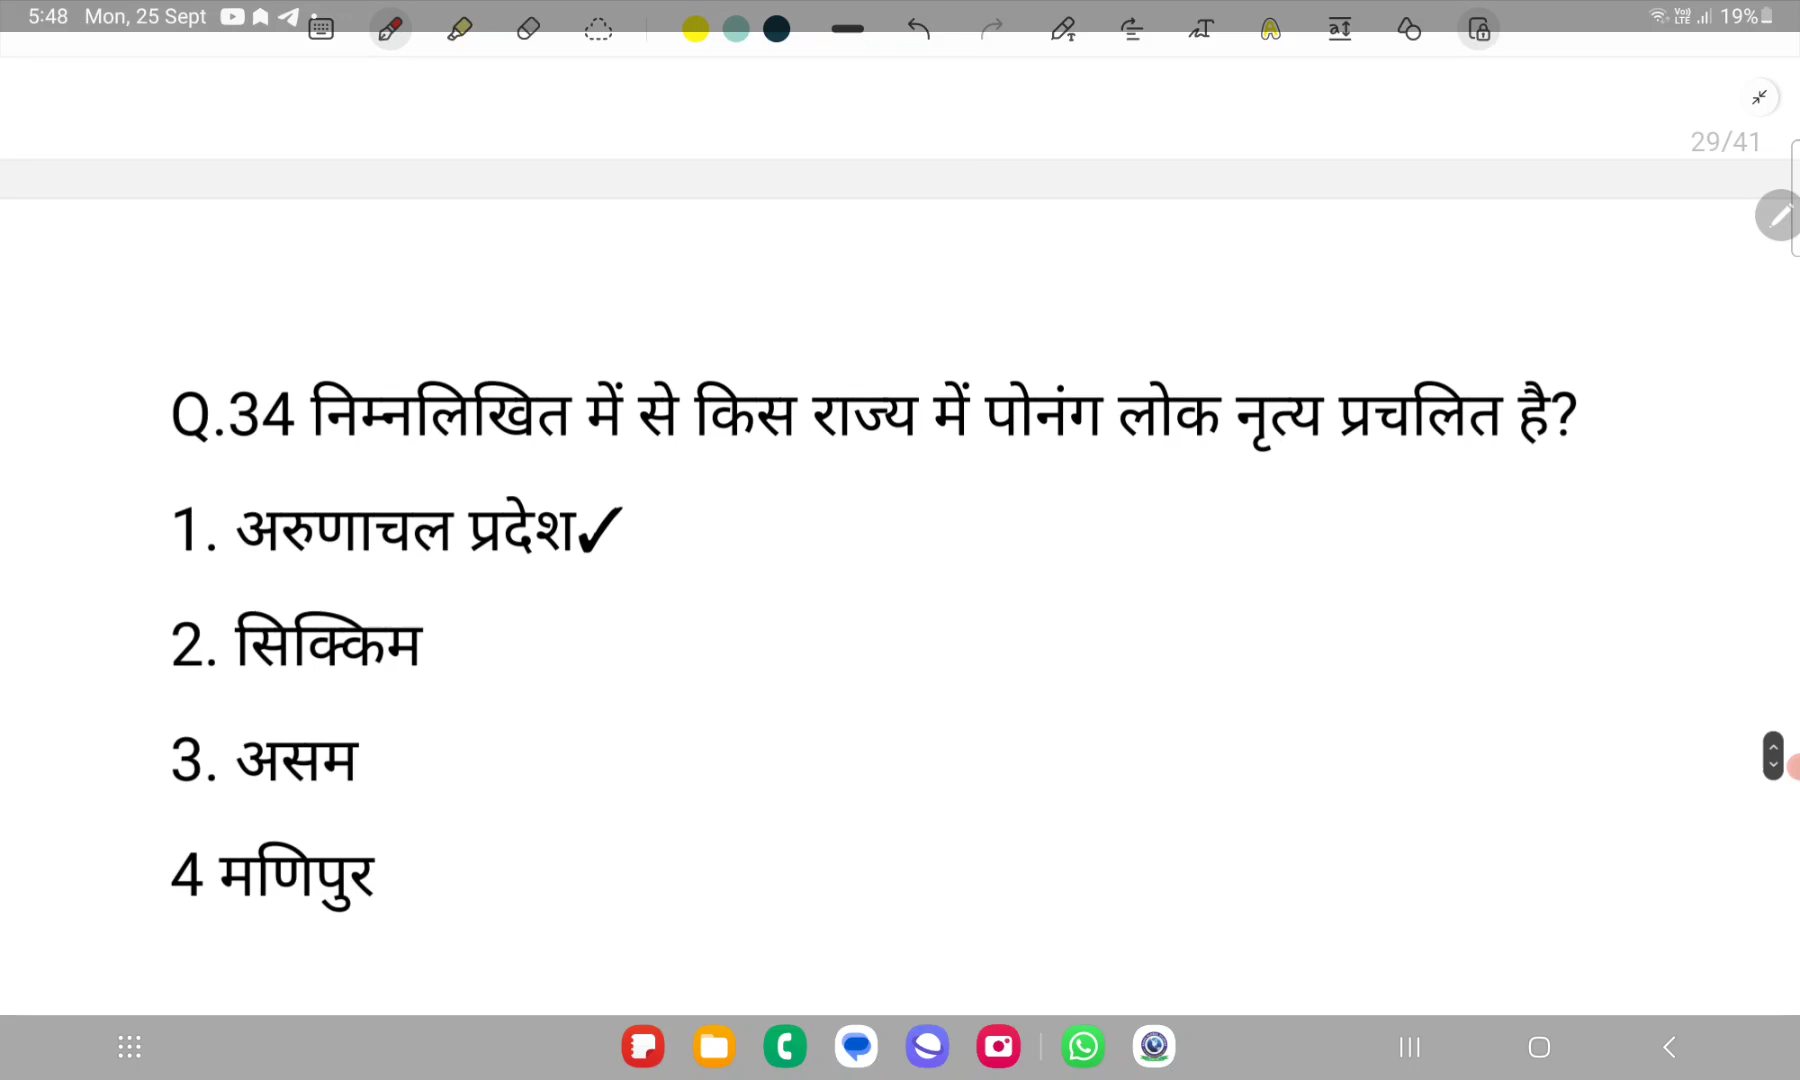 5:48 Mon, 25 Sept 19%
29/41
Q.34 निम्नलिखित में से किस राज्य में पोनंग लोक नृत्य प्रचलित है?
1. अरुणाचल प्रदेश✓
2. सिक्किम
3. असम
4 मणिपुर